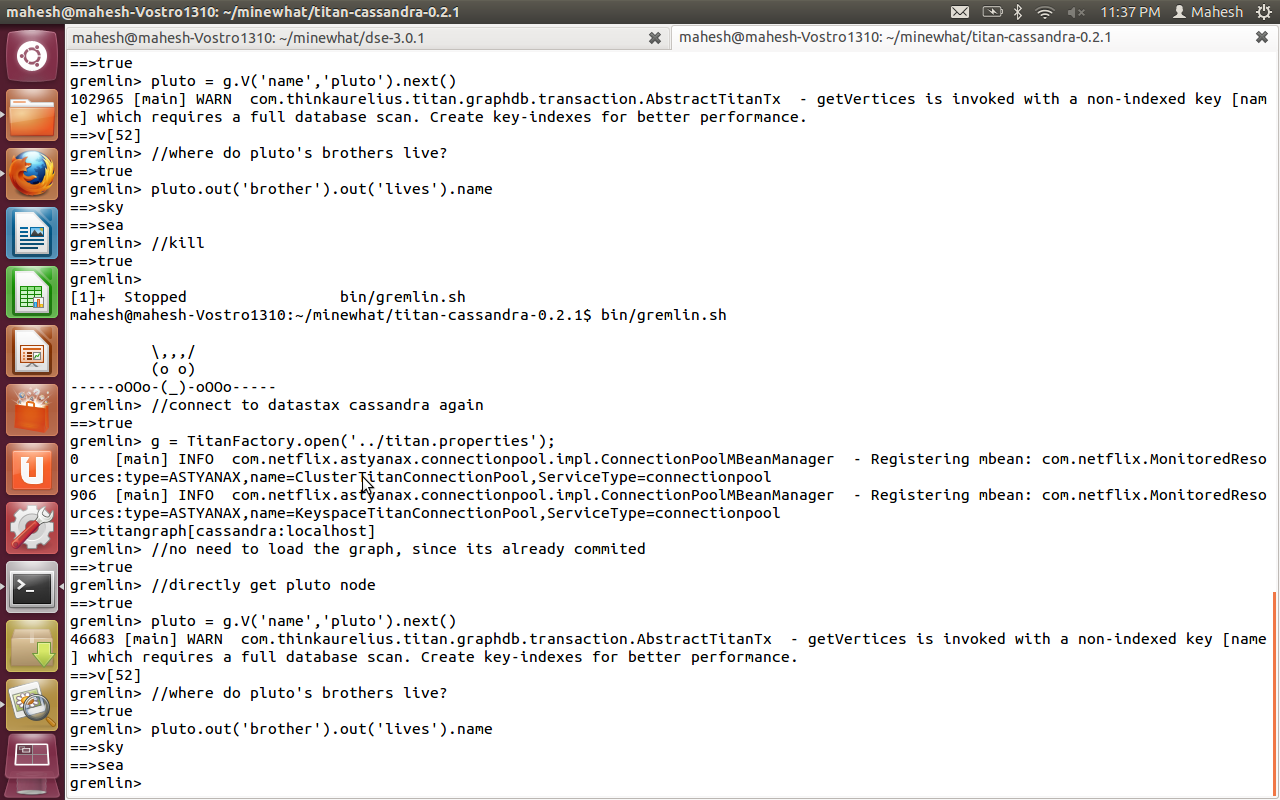 mahesh@mahesh-Vostro1310: ~/minewhat/titan-cassandra-0.2.1
11:37 PM
Mahesh
mahesh@mahesh-Vostro1310: ~/minewhat/dse-3.0.1
mahesh@mahesh-Vostro1310: ~/minewhat/titan-cassandra-0.2.1
==>true
gremlin> pluto = g.V('name','pluto').next()
102965 [main] WARN  com.thinkaurelius.titan.graphdb.transaction.AbstractTitanTx  - getVertices is invoked with a non-indexed key [nam
e] which requires a full database scan. Create key-indexes for better performance.
==>v[52]
gremlin> //where do pluto's brothers live?
==>true
gremlin> pluto.out('brother').out('lives').name
==>sky
==>sea
gremlin> //kill
==>true
gremlin>
[1]+  Stopped                 bin/gremlin.sh
mahesh@mahesh-Vostro1310:~/minewhat/titan-cassandra-0.2.1$ bin/gremlin.sh
         \,,,/
         (o o)
-----oOOo-(_)-oOOo-----
gremlin> //connect to datastax cassandra again
==>true
gremlin> g = TitanFactory.open('../titan.properties');
0    [main] INFO  com.netflix.astyanax.connectionpool.impl.ConnectionPoolMBeanManager  - Registering mbean: com.netflix.MonitoredReso
urces:type=ASTYANAX,name=ClusterTitanConnectionPool,ServiceType=connectionpool
906  [main] INFO  com.netflix.astyanax.connectionpool.impl.ConnectionPoolMBeanManager  - Registering mbean: com.netflix.MonitoredReso
urces:type=ASTYANAX,name=KeyspaceTitanConnectionPool,ServiceType=connectionpool
==>titangraph[cassandra:localhost]
gremlin> //no need to load the graph, since its already commited
==>true
gremlin> //directly get pluto node
==>true
gremlin> pluto = g.V('name','pluto').next()
46683 [main] WARN  com.thinkaurelius.titan.graphdb.transaction.AbstractTitanTx  - getVertices is invoked with a non-indexed key [name
] which requires a full database scan. Create key-indexes for better performance.
==>v[52]
gremlin> //where do pluto's brothers live?
==>true
gremlin> pluto.out('brother').out('lives').name
==>sky
==>sea
gremlin>